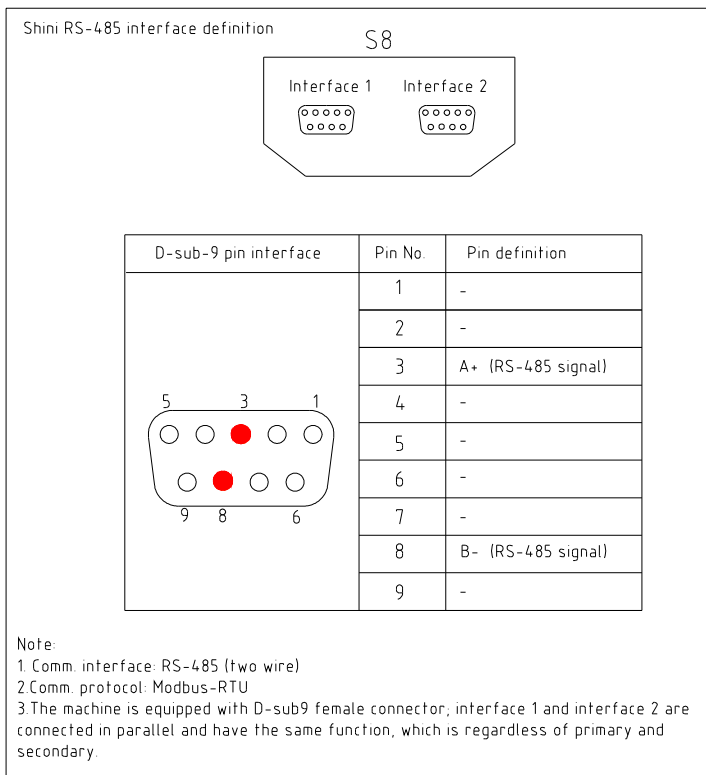 Shini RS-485 interface definition
S8
Interface 1 Interface 2
D-sub-9 pin interface Pin No. Pin definition
1 -
2 -
3 A+ (RS-485 signal)
4 -
5 -
6 -
7 -
8 B- (RS-485 signal)
9 -
5 3 1
9 8 6
Note:
1. Comm. interface: RS-485 (two wire)
2.Comm. protocol: Modbus-RTU
3.The machine is equipped with D-sub9 female connector; interface 1 and interface 2 are
connected in parallel and have the same function, which is regardless of primary and
secondary.